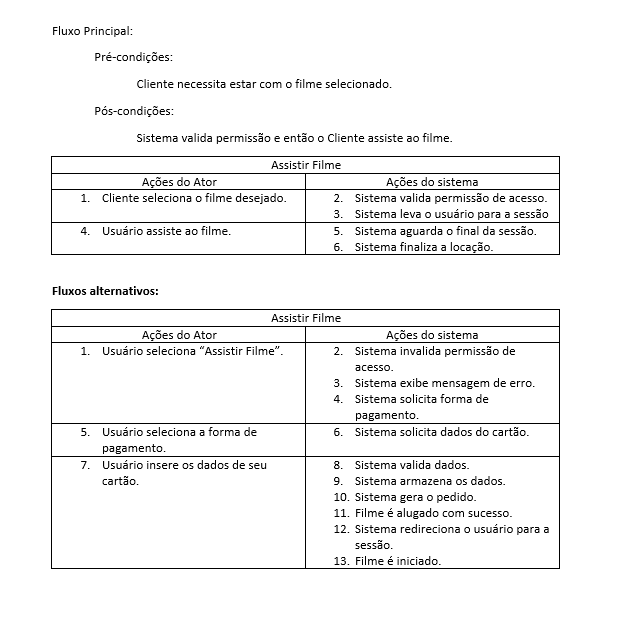 Fluxo Principal:
Pré-condições:
Cliente necessita estar com o filme selecionado.
Pós-condições:
Sistema valida permissão e então o Cliente assiste ao filme.
Assistir Filme
Ações do Ator
Ações do sistema
1. Cliente seleciona o filme desejado.
2. Sistema valida permissão de acesso.
3. Sistema leva o usuário para a sessão
4. Usuário assiste ao filme.
5. Sistema aguarda o final da sessão.
6. Sistema finaliza a locação.
Fluxos alternativos:
Assistir Filme
Ações do Ator
Ações do sistema
1. Usuário seleciona “Assistir Filme”.
2. Sistema invalida permissão de
acesso.
3. Sistema exibe mensagem de erro.
4. Sistema solicita forma de
pagamento.
5. Usuário seleciona a forma de
pagamento.
6. Sistema solicita dados do cartão.
7. Usuário insere os dados de seu
cartão.
8. Sistema valida dados.
9. Sistema armazena os dados.
10. Sistema gera o pedido.
11. Filme é alugado com sucesso.
12. Sistema redireciona o usuário para a
sessão.
13. Filme é iniciado.